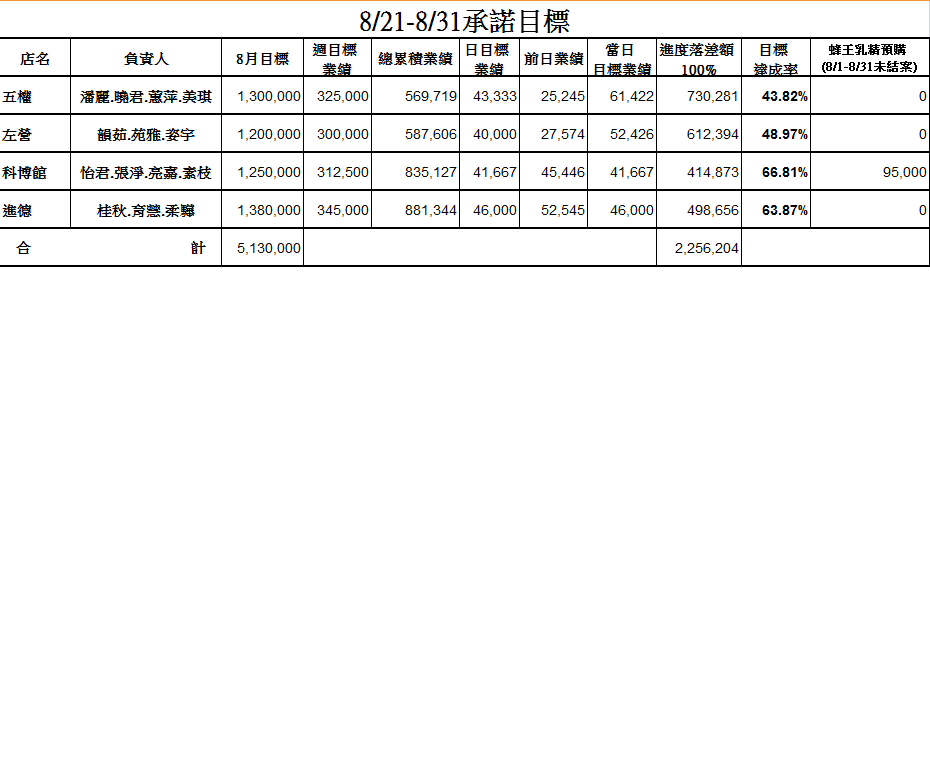 8/21-8/31承諾目標
店名 負責人 8月目標 週目標業績 總累積業績 日目標業績 前日業績 當日目標業績 進度落差額100% 目標達成率 蜂王乳精預購(8/1-8/31未結案)
五權 潘麗.曉君.蕙萍.美琪 1,300,000 325,000 569,719 43,333 25,245 61,422 730,281 43.82% 0
左營 韻茹.苑雅.姿宇 1,200,000 300,000 587,606 40,000 27,574 52,426 612,394 48.97% 0
科博館 怡君.張淨.亮嘉.素枝 1,250,000 312,500 835,127 41,667 45,446 41,667 414,873 66.81% 95,000
進德 桂秋.育慧.柔驊 1,380,000 345,000 881,344 46,000 52,545 46,000 498,656 63.87% 0
合計 5,130,000 2,256,204